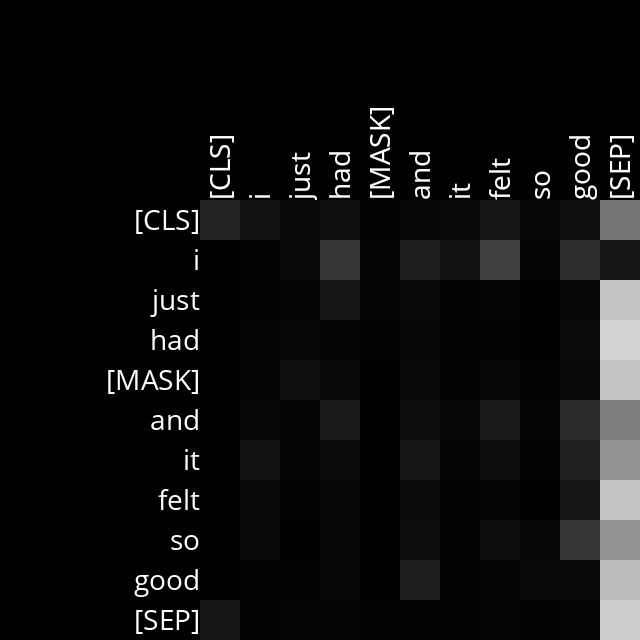 [CLS] i just had [MASK] and it felt so good [SEP]
[CLS]
i
just
had
[MASK]
and
it
felt
so
good
[SEP]